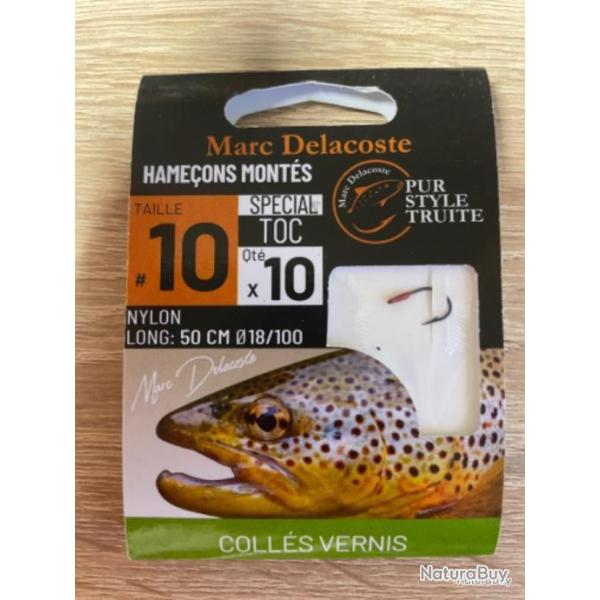 Marc Delacoste
HAMEÇONS MONTÉS
TAILLE
#10
SPECIAL
TOC
Qté
x 10
Marc Delacoste
PUR
STYLE
TRUITE
NYLON
LONG: 50 CM Ø 18/100
Marc Delacoste
COLLÉS VERNIS
NaturaBuy